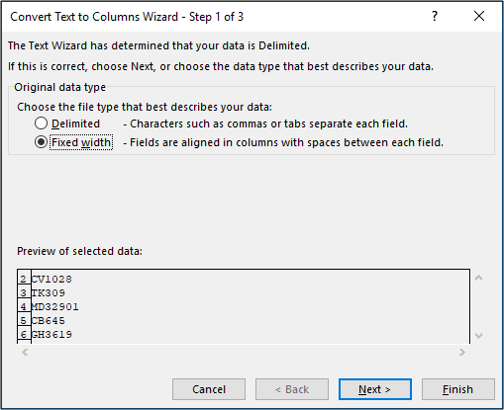 Convert Text to Columns Wizard - Step 1 of 3 ? ×
The Text Wizard has determined that your data is Delimited.
If this is correct, choose Next, or choose the data type that best describes your data.
Original data type
Choose the file type that best describes your data:
Delimited - Characters such as commas or tabs separate each field.
Fixed width - Fields are aligned in columns with spaces between each field.
Preview of selected data:
2 CV1028
3 TK309
4 MD32901
5 CB645
6 GH3619
Cancel < Back Next > Finish